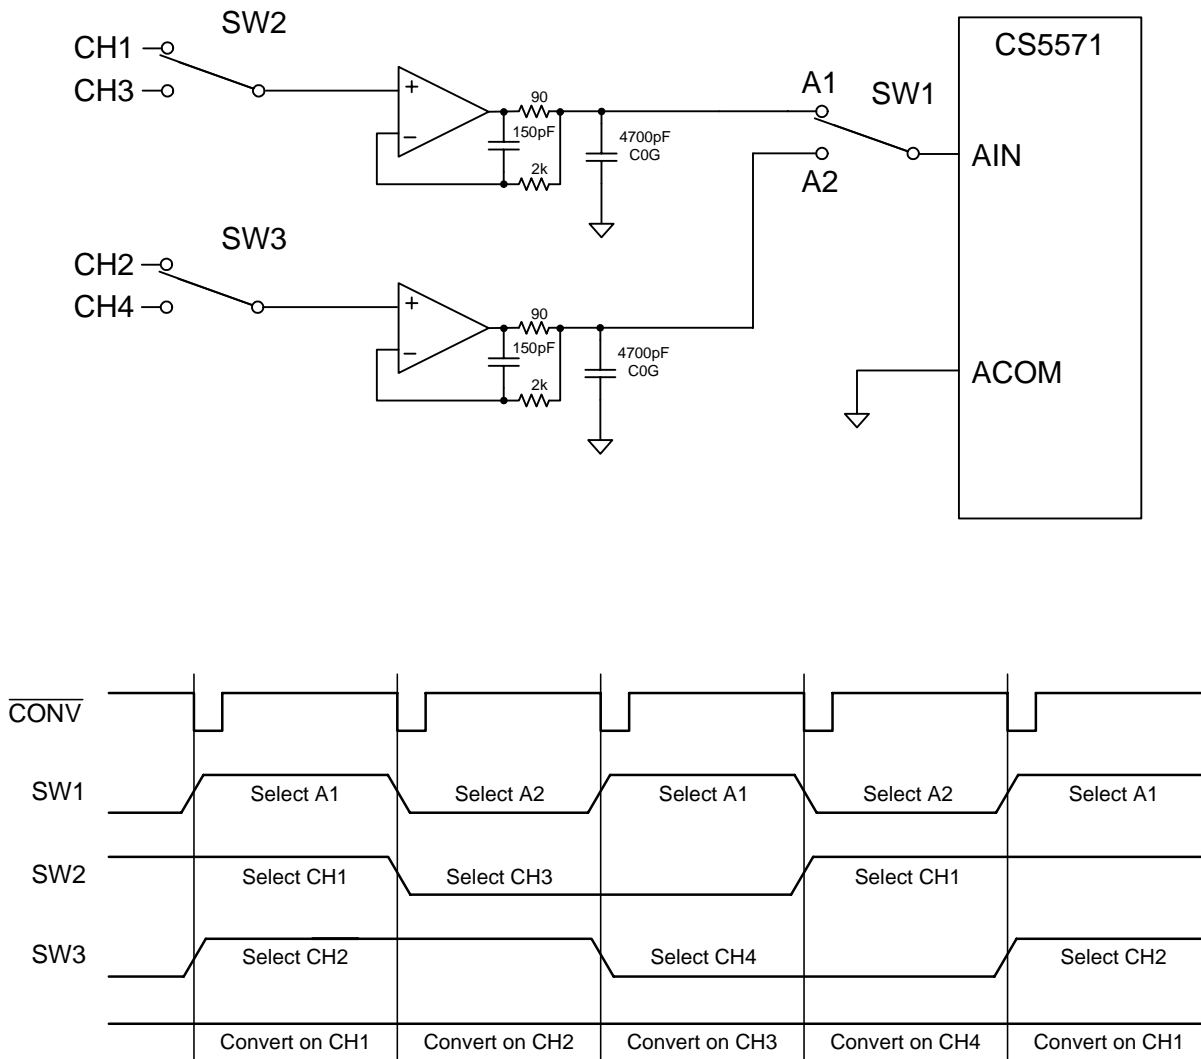 SW2
CS5571
CH1
CH3
A1
SW1
90
150pF
4700pF
C0G
2k
AIN
A2
SW3
CH2
CH4
90
150pF
4700pF
C0G
2k
ACOM
CONV
SW1
Select A1
Select A2
Select A1
Select A2
Select A1
SW2
Select CH1
Select CH3
Select CH1
SW3
Select CH2
Select CH4
Select CH2
Convert on CH1
Convert on CH2
Convert on CH3
Convert on CH4
Convert on CH1